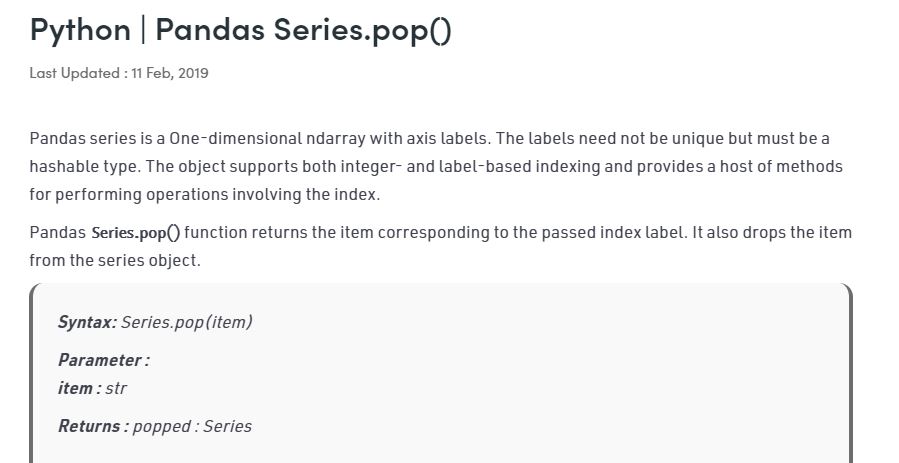 Python | Pandas Series.pop()
Last Updated : 11 Feb, 2019
Pandas series is a One-dimensional ndarray with axis labels. The labels need not be unique but must be a
hashable type. The object supports both integer- and label-based indexing and provides a host of methods
for performing operations involving the index.
Pandas Series.pop() function returns the item corresponding to the passed index label. It also drops the item
from the series object.
Syntax: Series.pop(item)
Parameter :
item : str
Returns : popped : Series